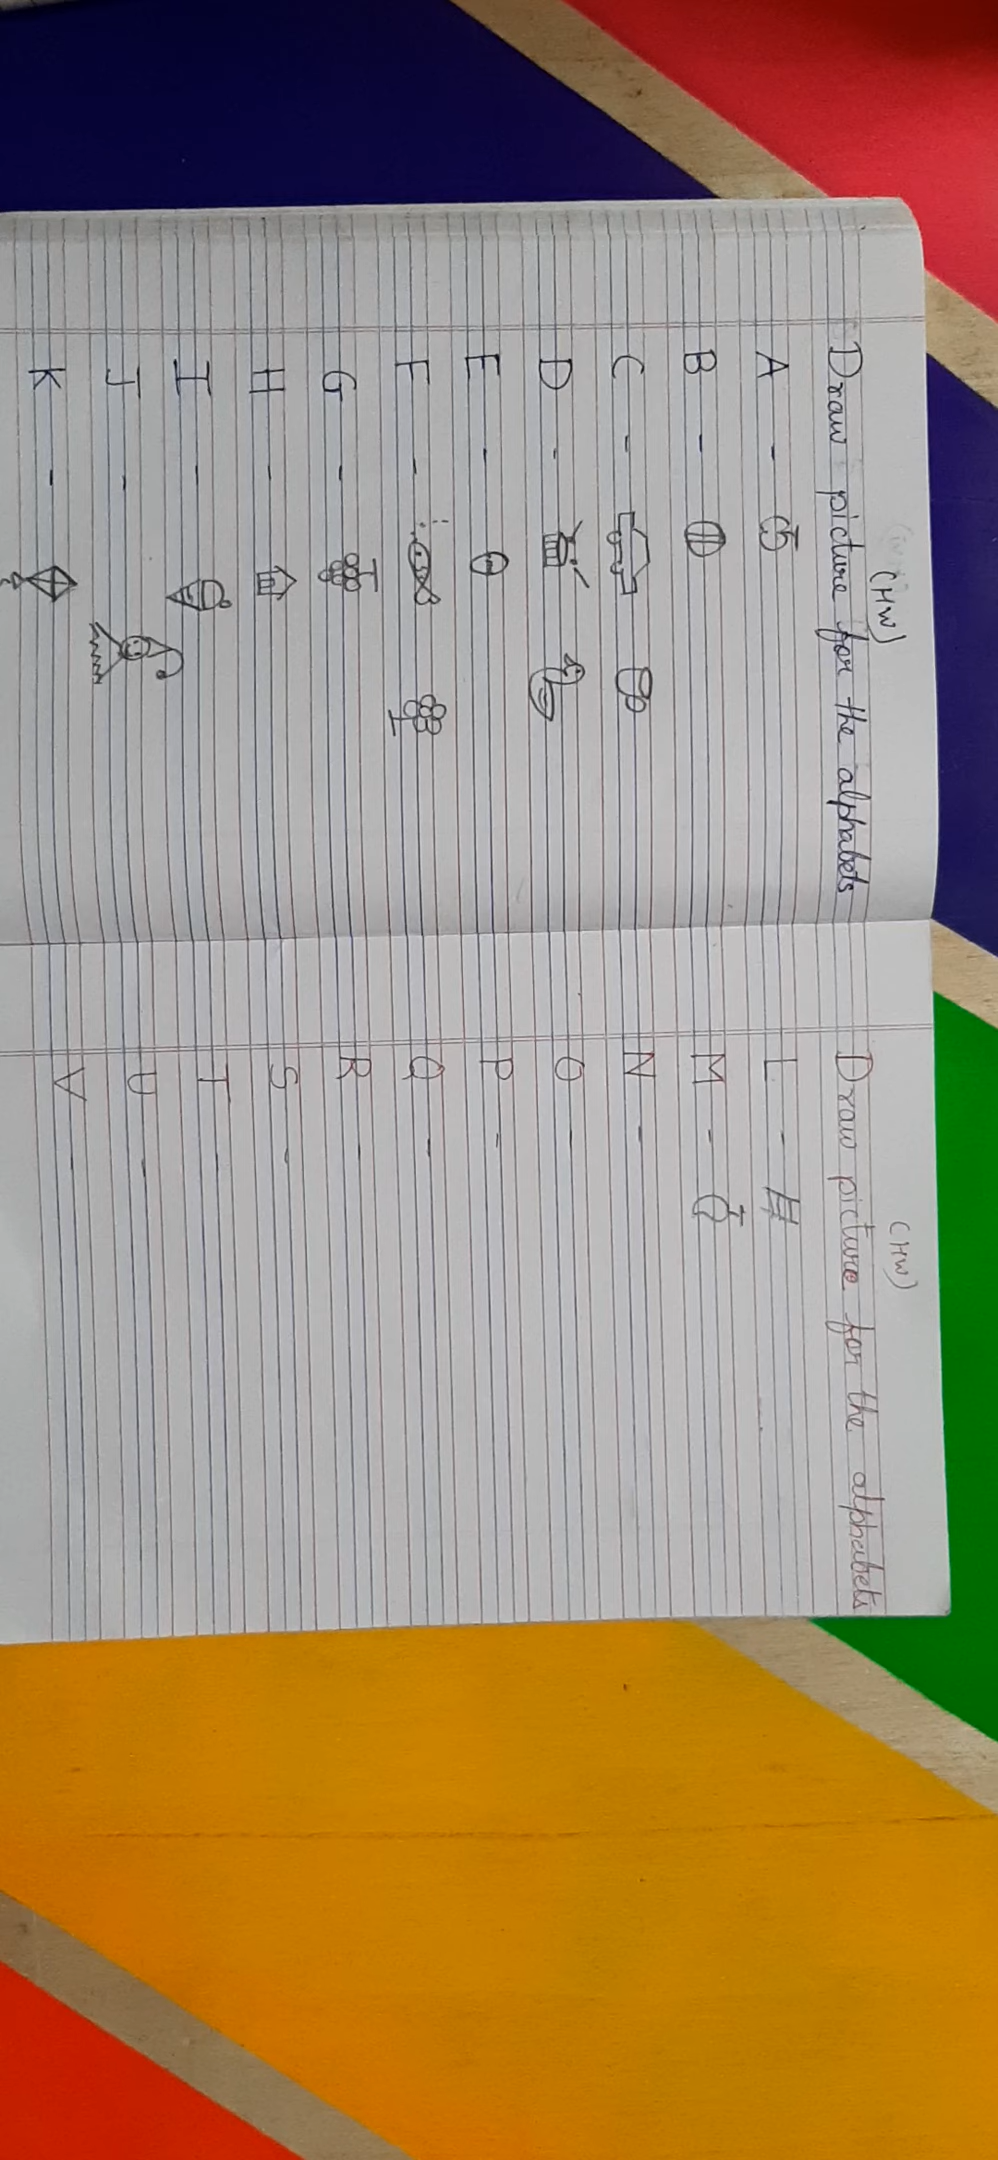 (HW)
Draw picture for the alphabets
A -
B -
C -
D -
E -
F -
G -
H -
I -
J -
K -
(HW)
Draw picture for the alphabets
L -
M -
N -
O -
P -
Q -
R -
S -
T -
U -
V -